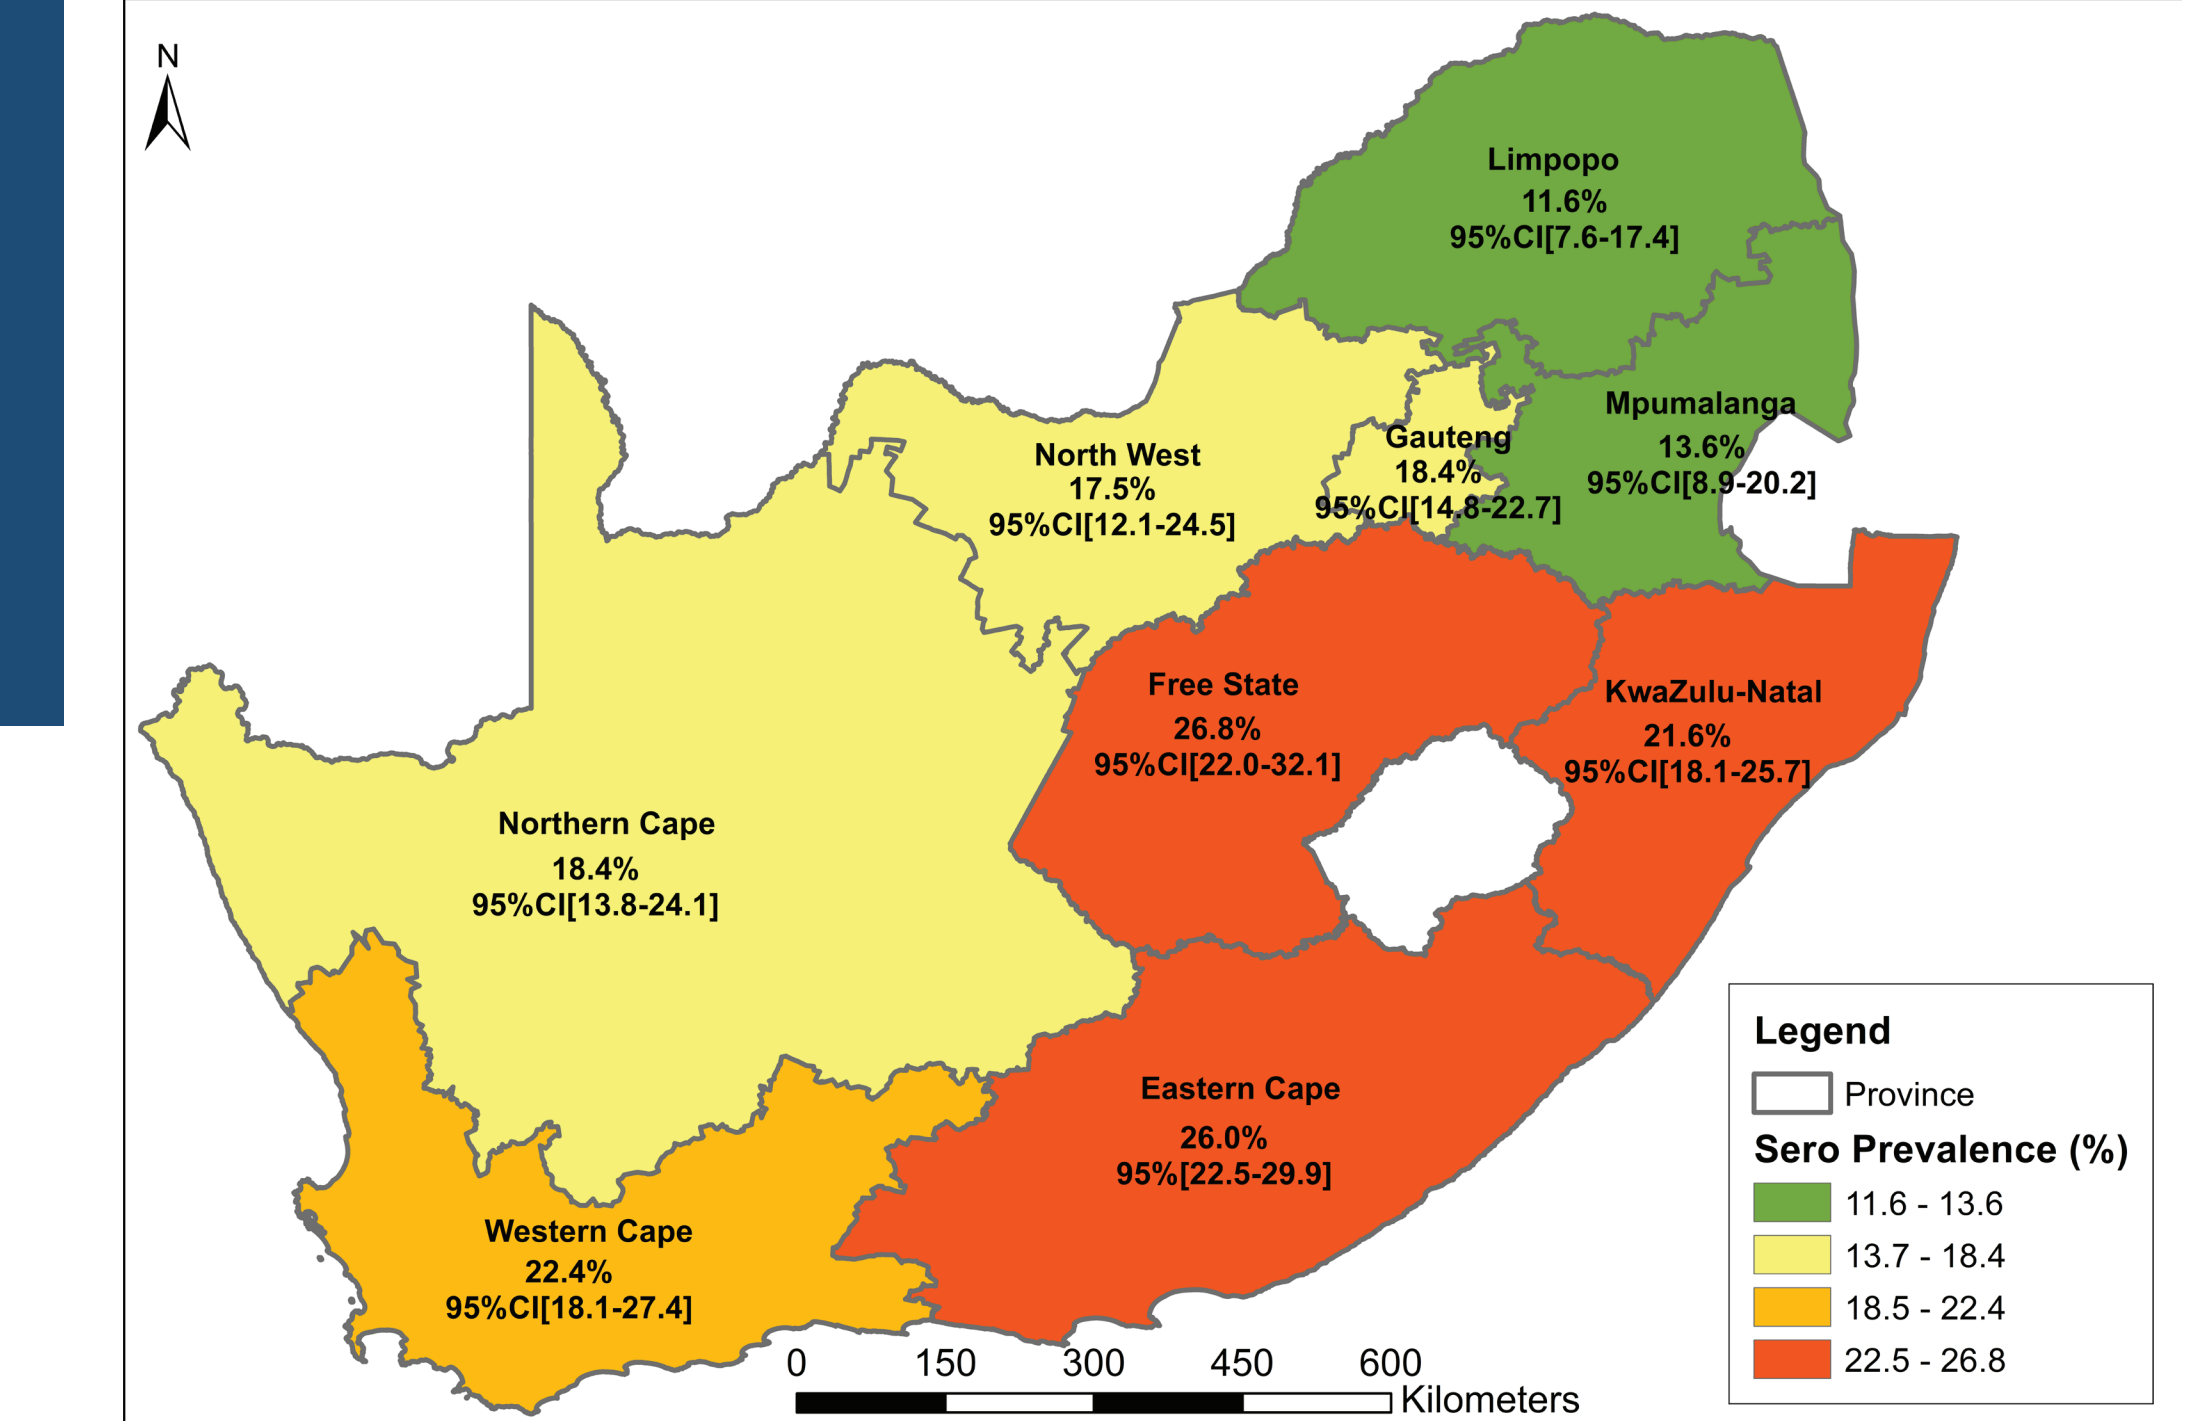 N
Limpopo
11.6%
95%CI[7.6-17.4]
Mpumalanga
13.6%
95%CI[8.9-20.2]
Gauteng
18.4%
95%CI[14.8-22.7]
North West
17.5%
95%CI[12.1-24.5]
Free State
26.8%
95%CI[22.0-32.1]
KwaZulu-Natal
21.6%
95%CI[18.1-25.7]
Northern Cape
18.4%
95%CI[13.8-24.1]
Eastern Cape
26.0%
95%[22.5-29.9]
Western Cape
22.4%
95%CI[18.1-27.4]
0 150 300 450 600
Kilometers
Legend
Province
Sero Prevalence (%)
11.6 - 13.6
13.7 - 18.4
18.5 - 22.4
22.5 - 26.8